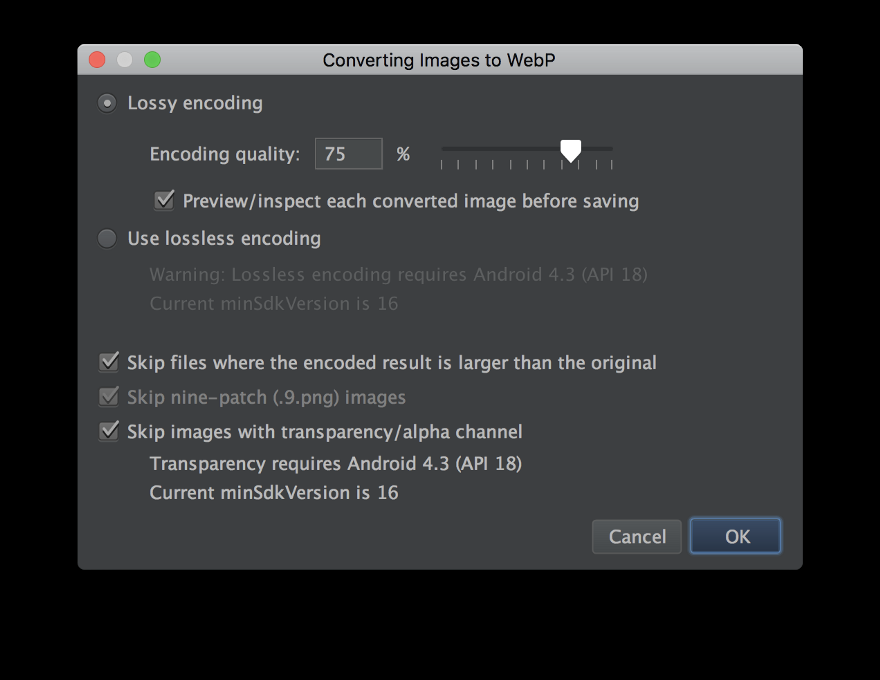 Converting Images to WebP
Lossy encoding
Encoding quality: 75 %
Preview/inspect each converted image before saving
Use lossless encoding
Warning: Lossless encoding requires Android 4.3 (API 18)
Current minSdkVersion is 16
Skip files where the encoded result is larger than the original
Skip nine-patch (.9.png) images
Skip images with transparency/alpha channel
Transparency requires Android 4.3 (API 18)
Current minSdkVersion is 16
Cancel OK